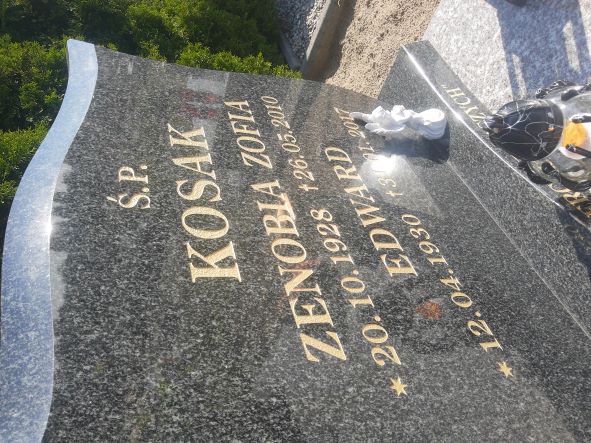 Ś.P.
KOSAK
ZENOBIA ZOFIA
★ 20.10.1928 ✝ 26.05.2010
EDWARD
★ 12.04.1930